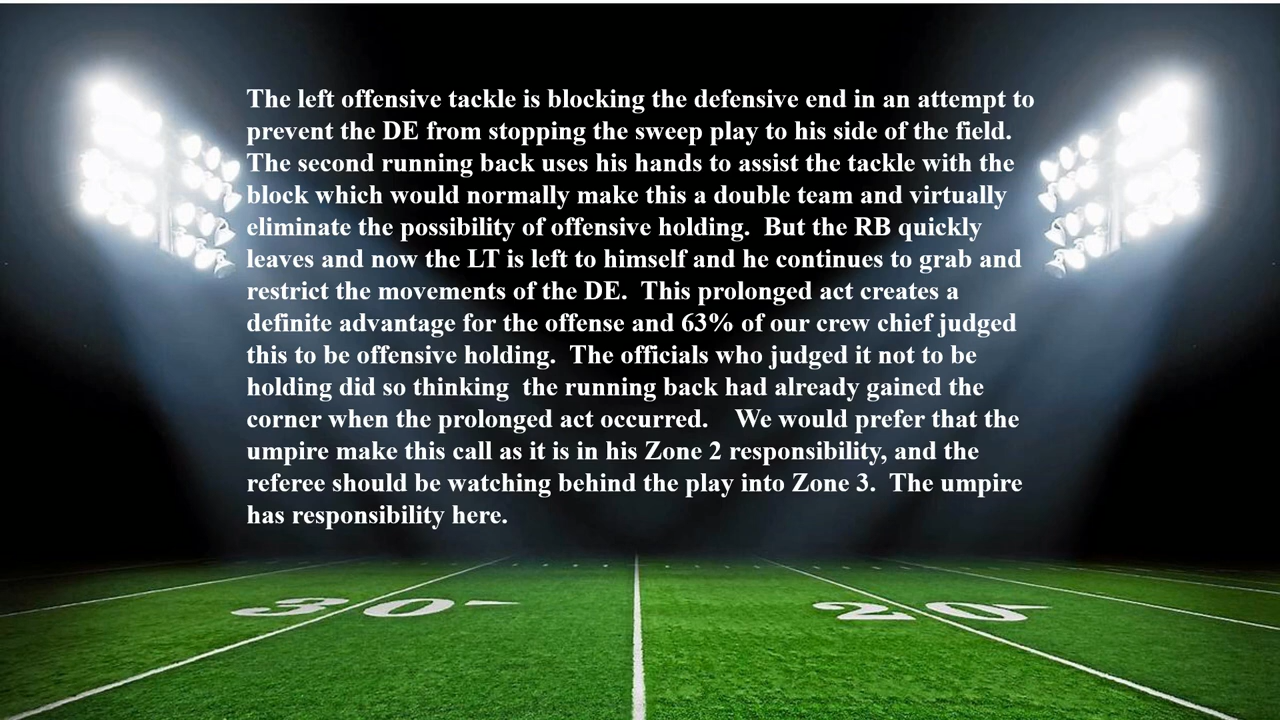 The left offensive tackle is blocking the defensive end in an attempt to
prevent the DE from stopping the sweep play to his side of the field.
The second running back uses his hands to assist the tackle with the
block which would normally make this a double team and virtually
eliminate the possibility of offensive holding.  But the RB quickly
leaves and now the LT is left to himself and he continues to grab and
restrict the movements of the DE.  This prolonged act creates a
definite advantage for the offense and 63% of our crew chief judged
this to be offensive holding.  The officials who judged it not to be
holding did so thinking  the running back had already gained the
corner when the prolonged act occurred.    We would prefer that the
umpire make this call as it is in his Zone 2 responsibility, and the
referee should be watching behind the play into Zone 3.  The umpire
has responsibility here.
30 20